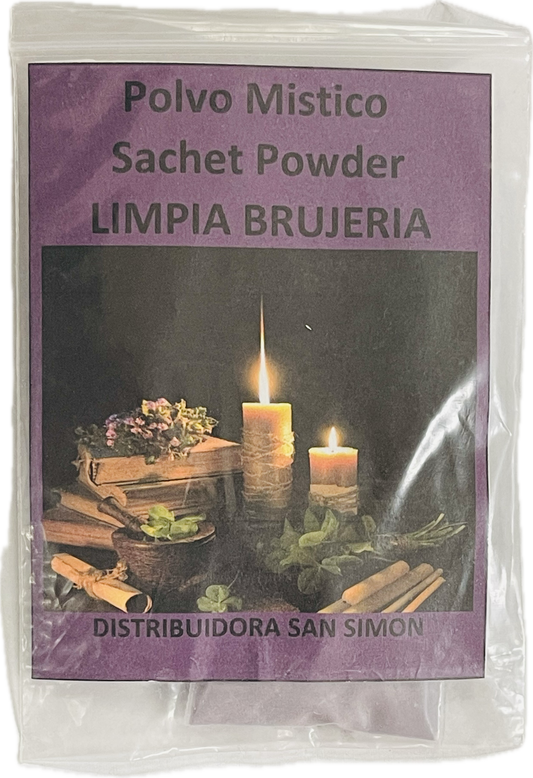 Polvo Mistico
Sachet Powder
LIMPIA BRUJERIA
DISTRIBUIDORA SAN SIMON